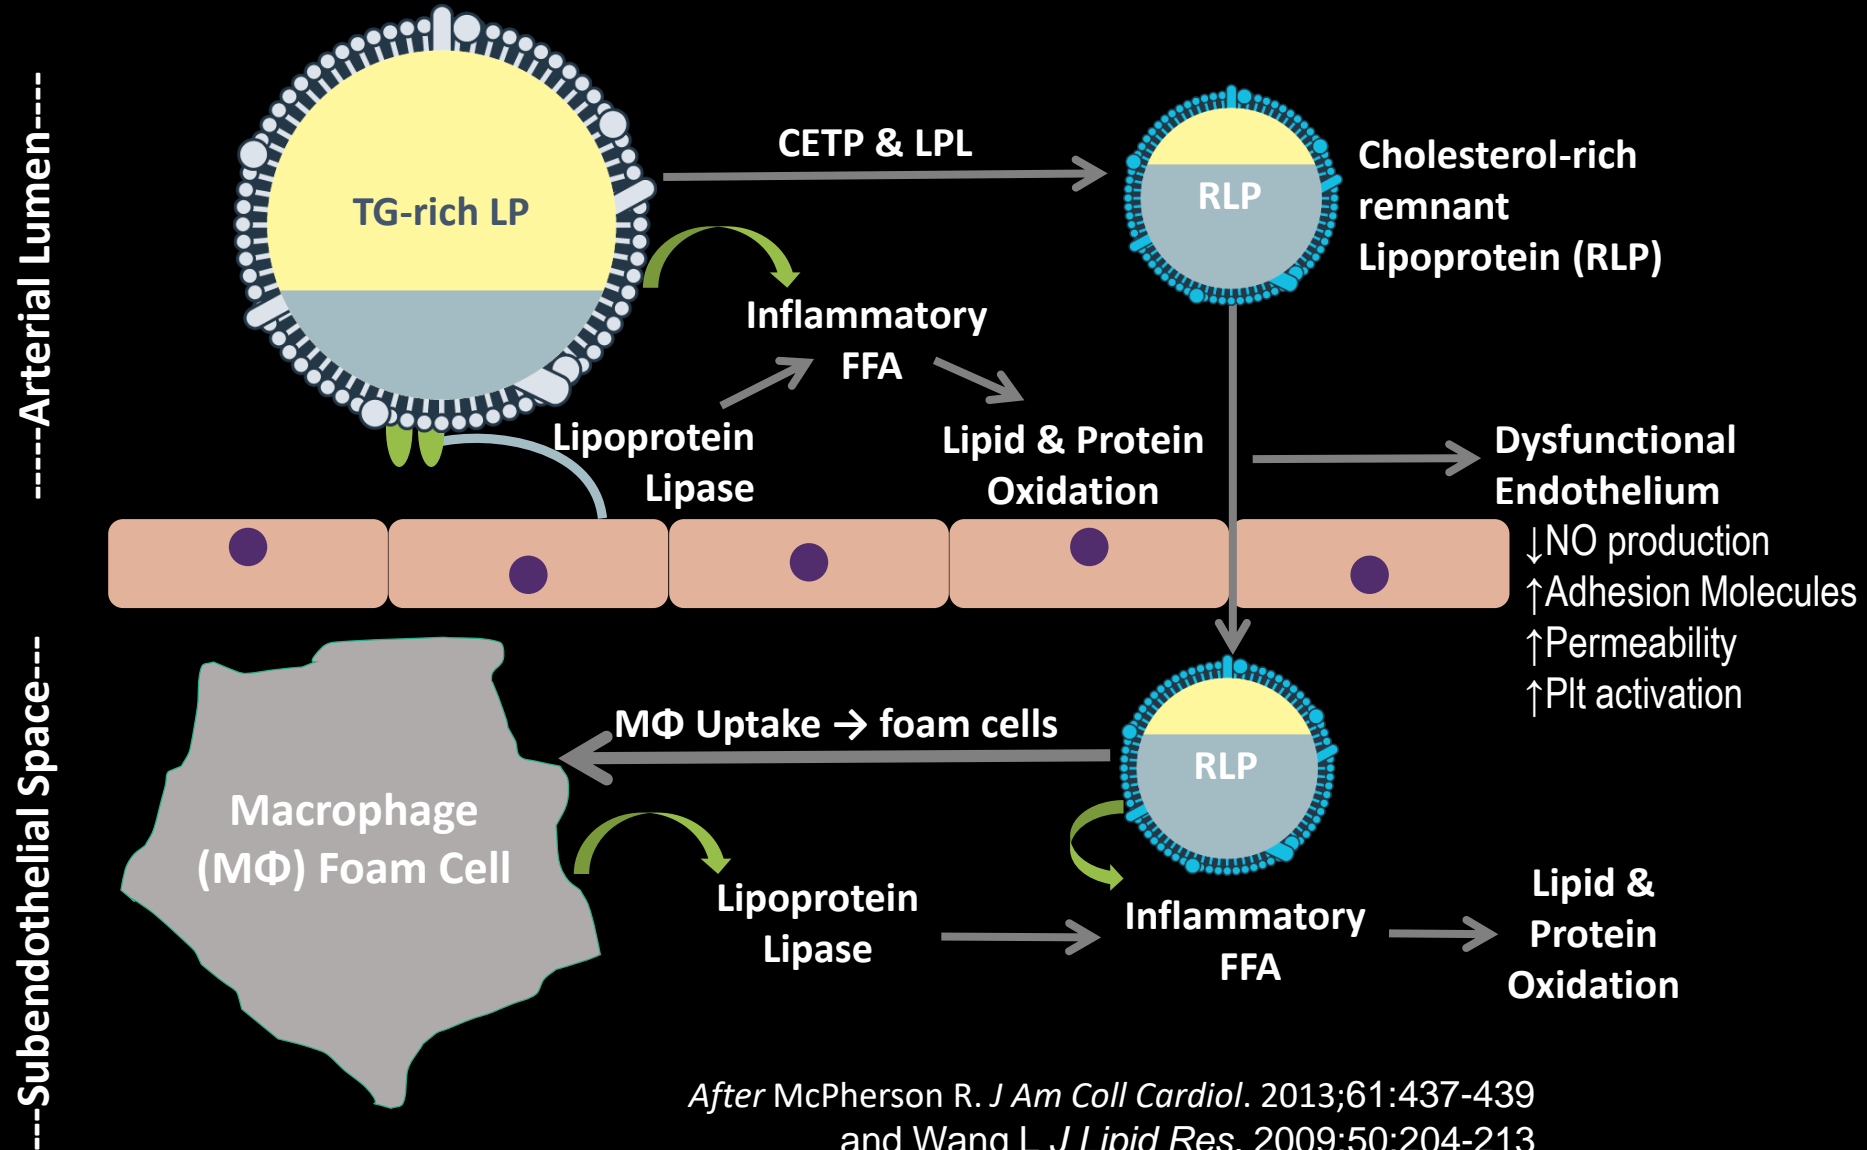 -----Arterial Lumen----
TG-rich LP
CETP & LPL
RLP
Cholesterol-rich
remnant
Lipoprotein (RLP)
Inflammatory
FFA
Lipoprotein
Lipase
Lipid & Protein
Oxidation
Dysfunctional
Endothelium
↓NO production
↑Adhesion Molecules
↑Permeability
↑Plt activation
----Subendothelial Space----
MΦ Uptake → foam cells
RLP
Macrophage
(MΦ) Foam Cell
Lipoprotein
Lipase
Inflammatory
FFA
Lipid &
Protein
Oxidation
After McPherson R. J Am Coll Cardiol. 2013;61:437-439
and Wang L J Lipid Res. 2009;50:204-213